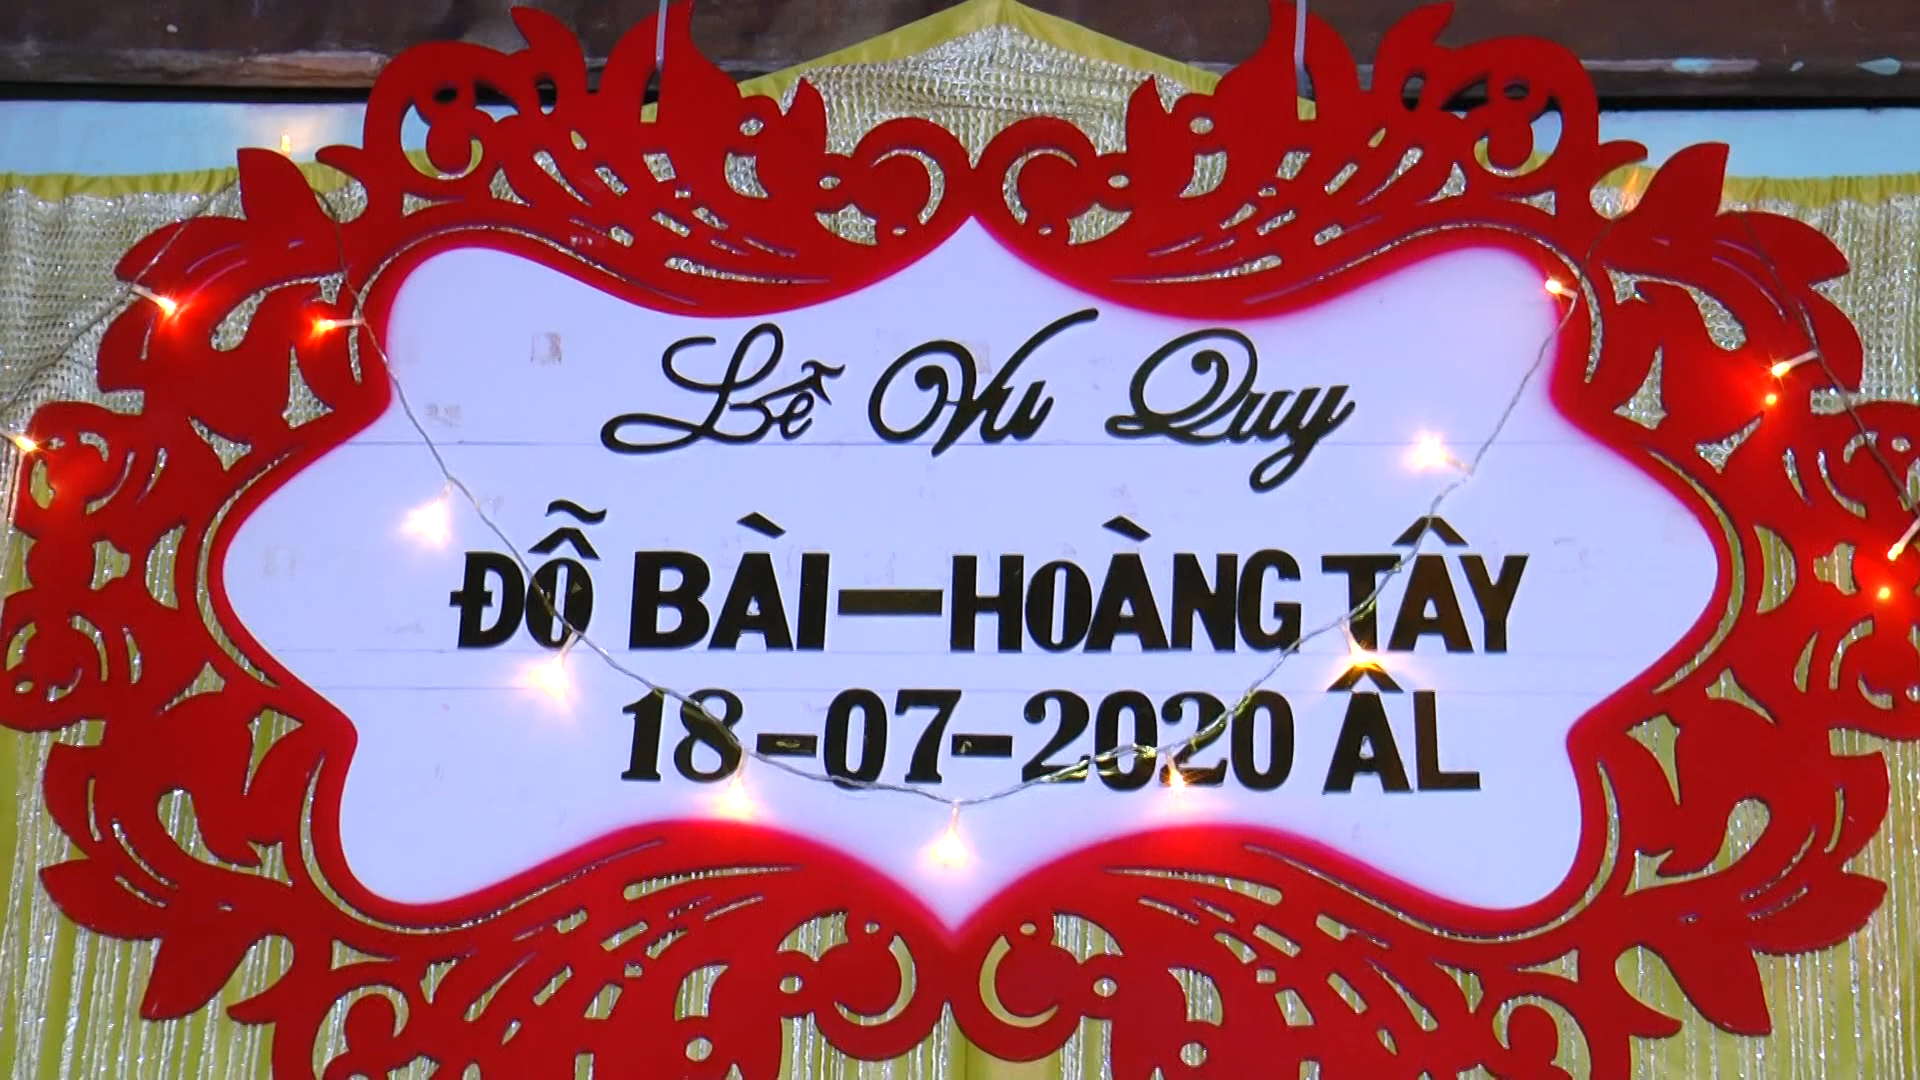 Lễ Vu Quy
ĐỖ BÀI—HOÀNG TÂY
18-07-2020 ÂL